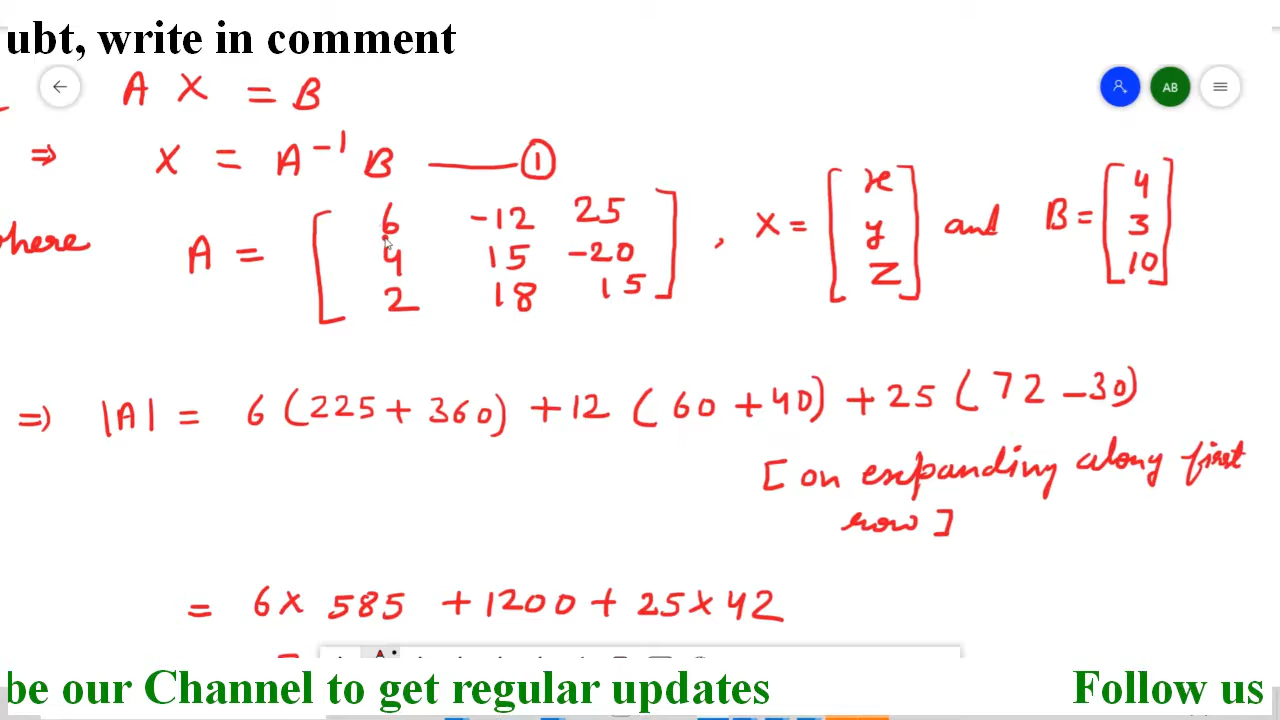 ubt, write in comment
A X = B
AB
⇒ X = A⁻¹ B —— ①
where A = [ 6 -12 25
4 15 -20
2 18 15 ] , X = [ x
y
z ] and B = [ 4
3
10 ]
⇒) |A| = 6 (225 + 360) + 12 (60 + 40) + 25 (72 - 30)
[ on expanding along first
row ]
= 6 × 585 + 1200 + 25 × 42
be our Channel to get regular updates Follow us